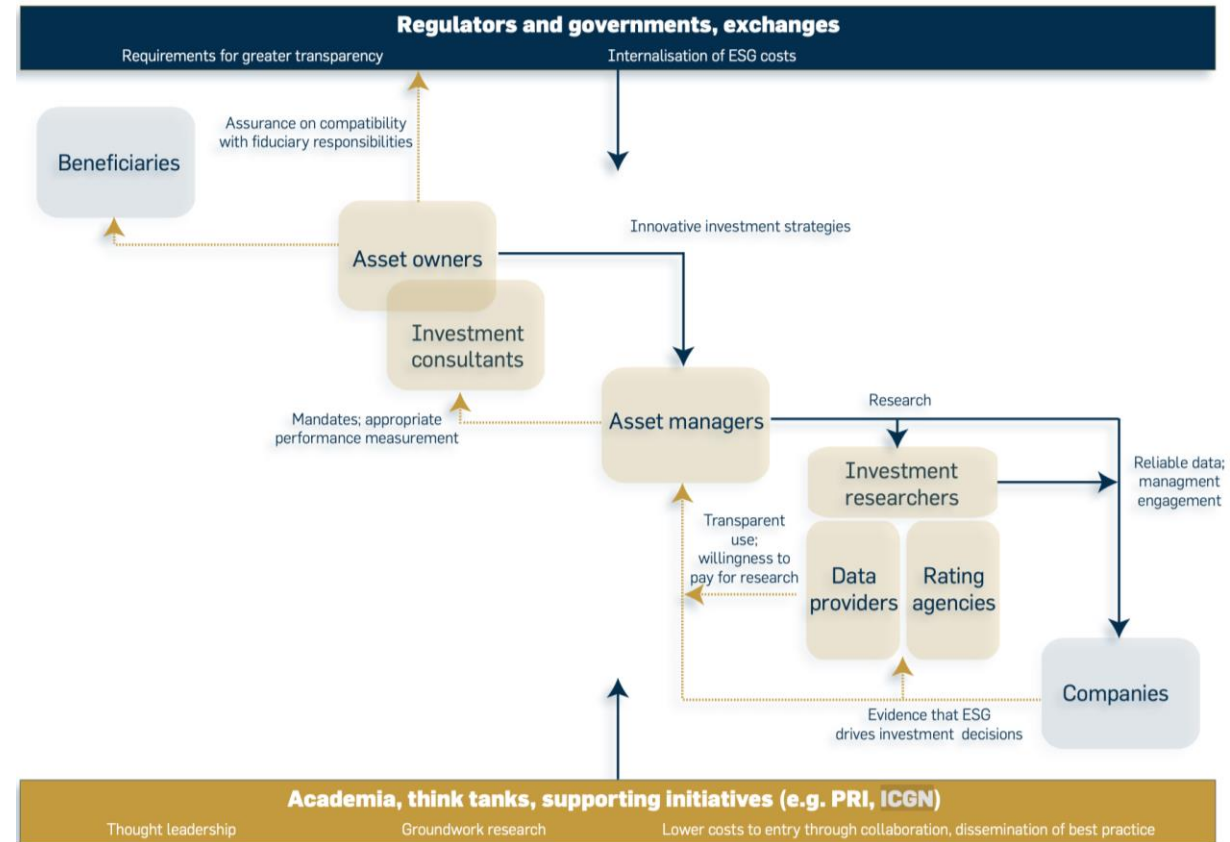 Regulators and governments, exchanges
Requirements for greater transparency
Internalisation of ESG costs
Assurance on compatibility
with fiduciary responsibilities
Beneficiaries
Innovative investment strategies
Asset owners
Investment
consultants
Mandates; appropriate
performance measurement
Asset managers
Research
Investment
researchers
Reliable data;
managment
engagement
Transparent
use;
willingness to
pay for research
Data
providers
Rating
agencies
Companies
Evidence that ESG
drives investment decisions
Academia, think tanks, supporting initiatives (e.g. PRI, ICGN)
Thought leadership
Groundwork research
Lower costs to entry through collaboration, dissemination of best practice